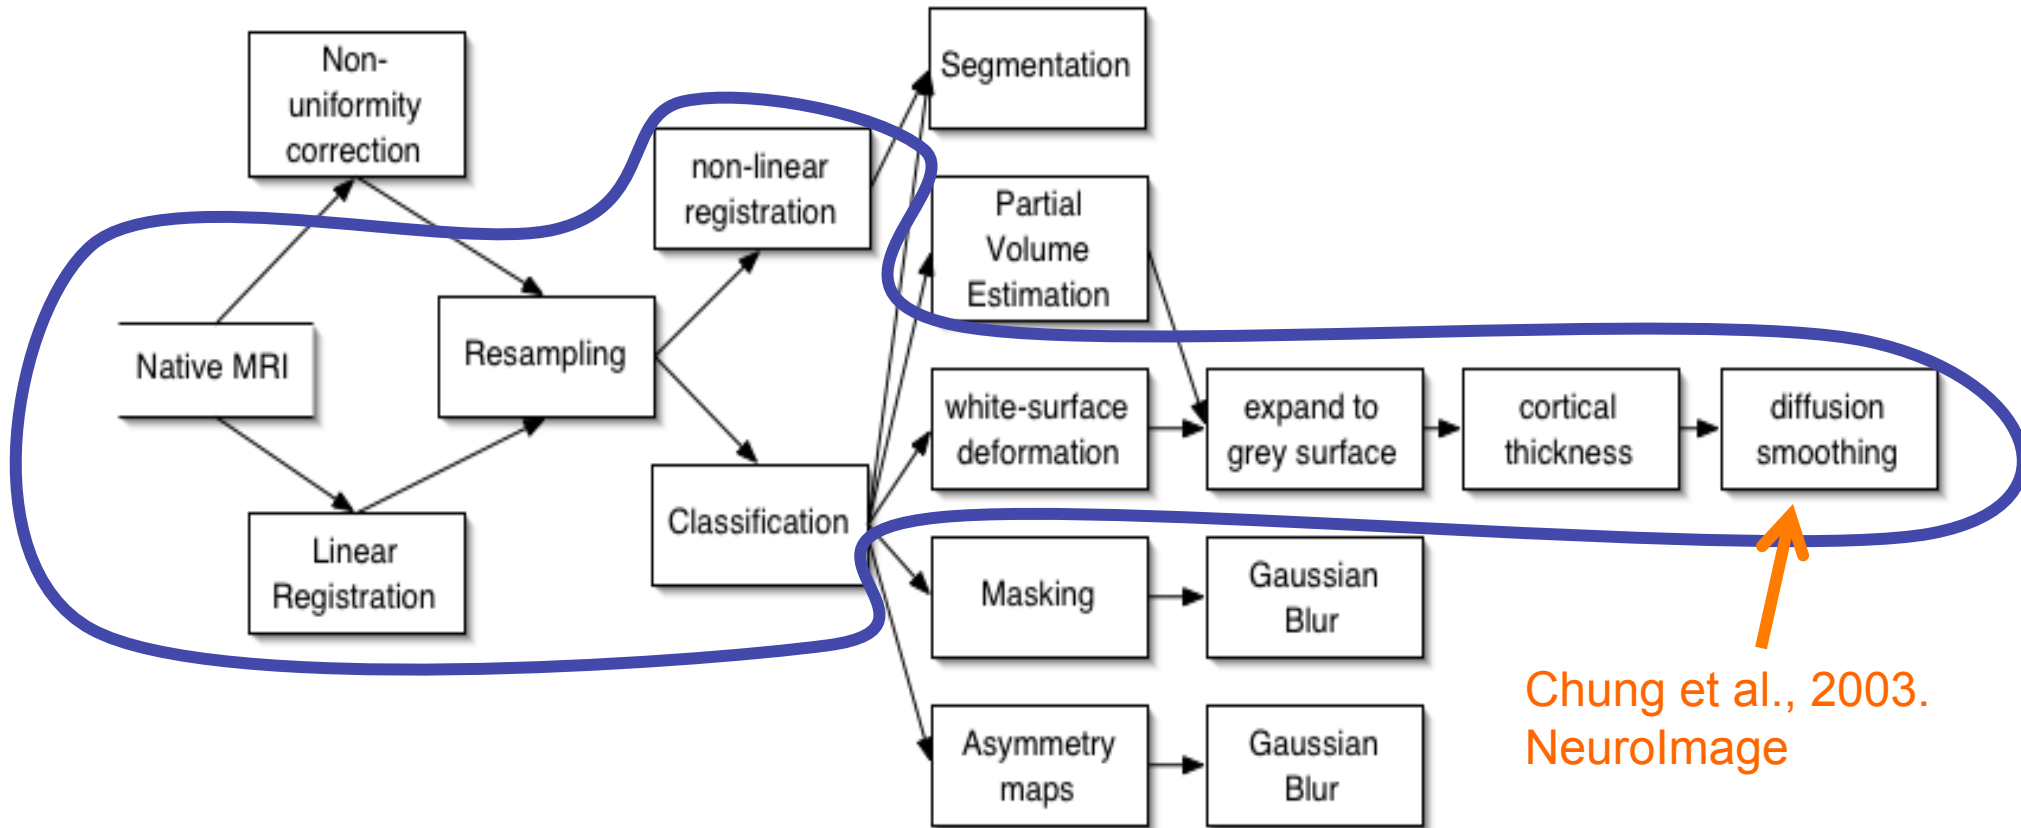 Non-
uniformity
correction
Segmentation
non-linear
registration
Partial
Volume
Estimation
Native MRI
Resampling
white-surface
deformation
expand to
grey surface
cortical
thickness
diffusion
smoothing
Classification
Linear
Registration
Masking
Gaussian
Blur
Chung et al., 2003.
NeuroImage
Asymmetry
maps
Gaussian
Blur